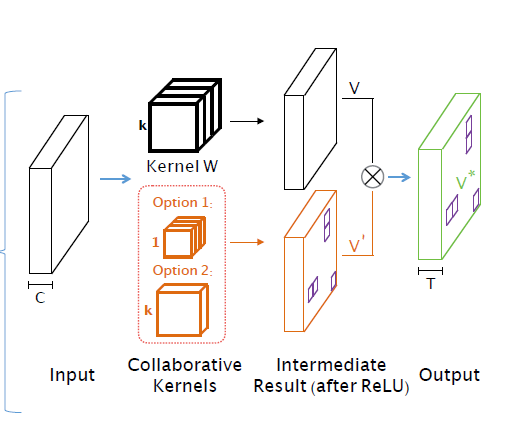 V
k
Kernel W
Option 1:
1
Option 2:
k
V'
V*
C
T
Input
Collaborative
Kernels
Intermediate
Result (after ReLU)
Output